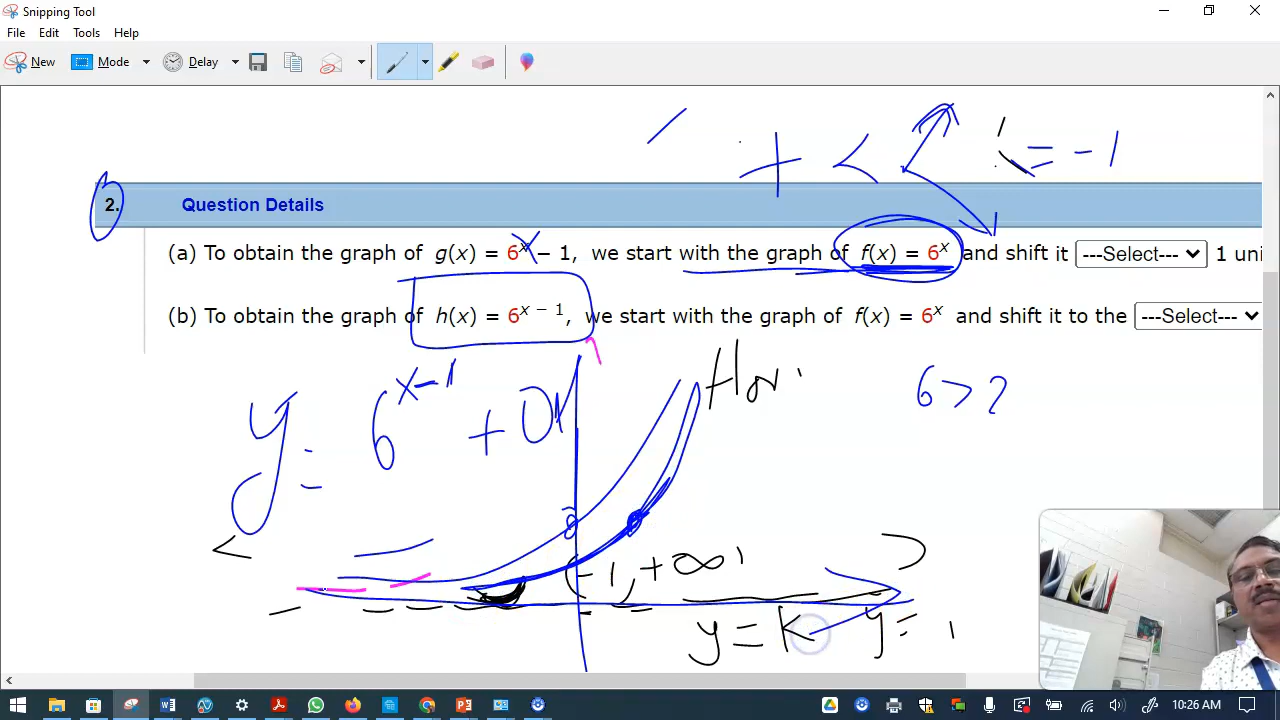 Snipping Tool
File Edit Tools Help
New Mode Delay
+ < k = -1
2. Question Details
(a) To obtain the graph of g(x) = 6^x − 1, we start with the graph of f(x) = 6^x and shift it ---Select--- 1 uni
(b) To obtain the graph of h(x) = 6^{x − 1}, we start with the graph of f(x) = 6^x and shift it to the ---Select---
y = 6^{x-1} + 0
Hor.
6 > 2
(-1, +∞)
y = k y =
10:26 AM